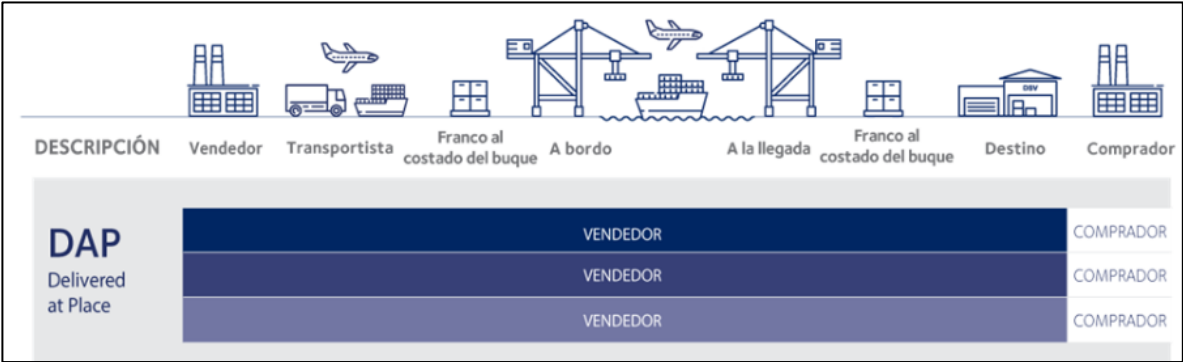 DSV
DESCRIPCIÓN
Vendedor
Transportista
Franco al
costado del buque
A bordo
A la llegada
Franco al
costado del buque
Destino
Comprador
DAP
Delivered
at Place
VENDEDOR
COMPRADOR
VENDEDOR
COMPRADOR
VENDEDOR
COMPRADOR